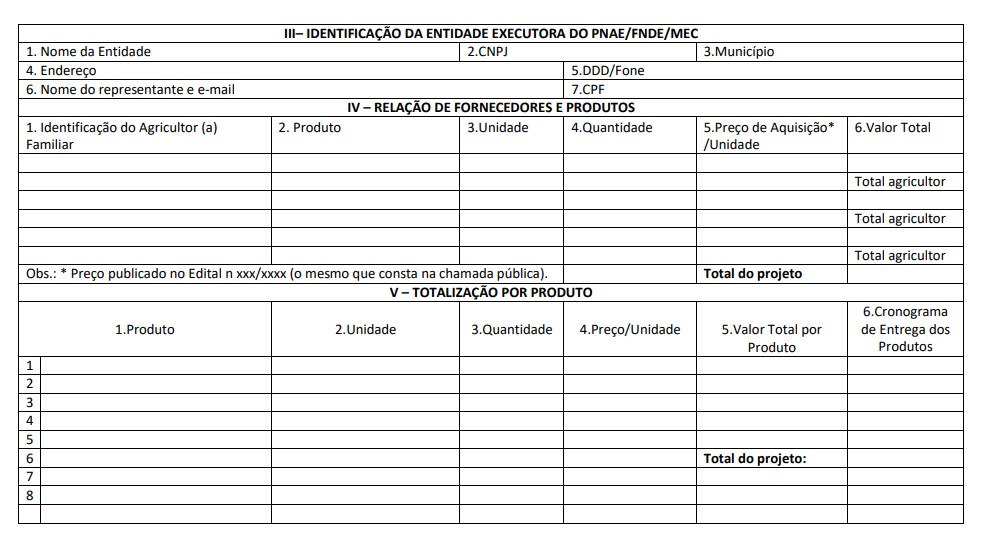 III– IDENTIFICAÇÃO DA ENTIDADE EXECUTORA DO PNAE/FNDE/MEC
1. Nome da Entidade 2.CNPJ 3.Município
4. Endereço 5.DDD/Fone
6. Nome do representante e e-mail 7.CPF
IV – RELAÇÃO DE FORNECEDORES E PRODUTOS
1. Identificação do Agricultor (a) 2. Produto 3.Unidade 4.Quantidade 5.Preço de Aquisição* 6.Valor Total
Familiar /Unidade
Total agricultor
Total agricultor
Total agricultor
Obs.: * Preço publicado no Edital n xxx/xxxx (o mesmo que consta na chamada pública). Total do projeto
V – TOTALIZAÇÃO POR PRODUTO
6.Cronograma
1.Produto 2.Unidade 3.Quantidade 4.Preço/Unidade 5.Valor Total por de Entrega dos
Produto Produtos
1
2
3
4
5
6 Total do projeto:
7
8